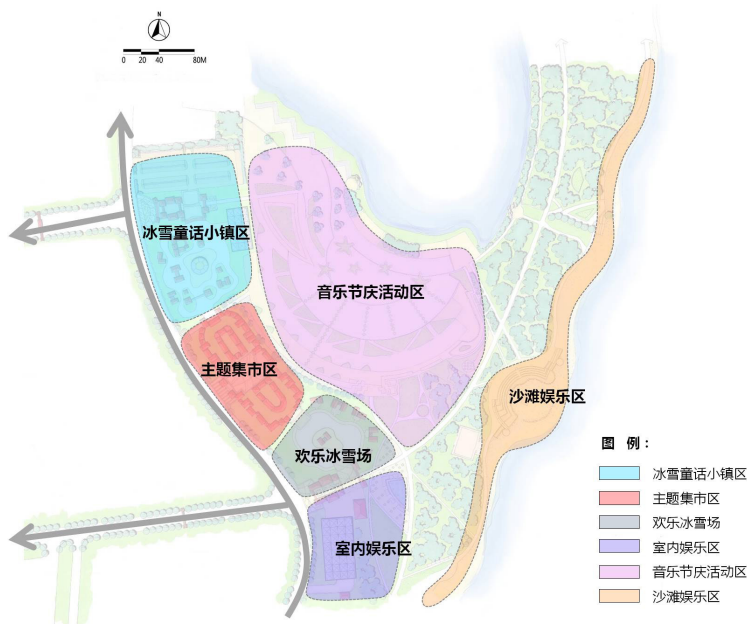 N
0 20 40 80M
冰雪童话小镇区
音乐节庆活动区
主题集市区
沙滩娱乐区
欢乐冰雪场
室内娱乐区
图 例：
冰雪童话小镇区
主题集市区
欢乐冰雪场
室内娱乐区
音乐节庆活动区
沙滩娱乐区